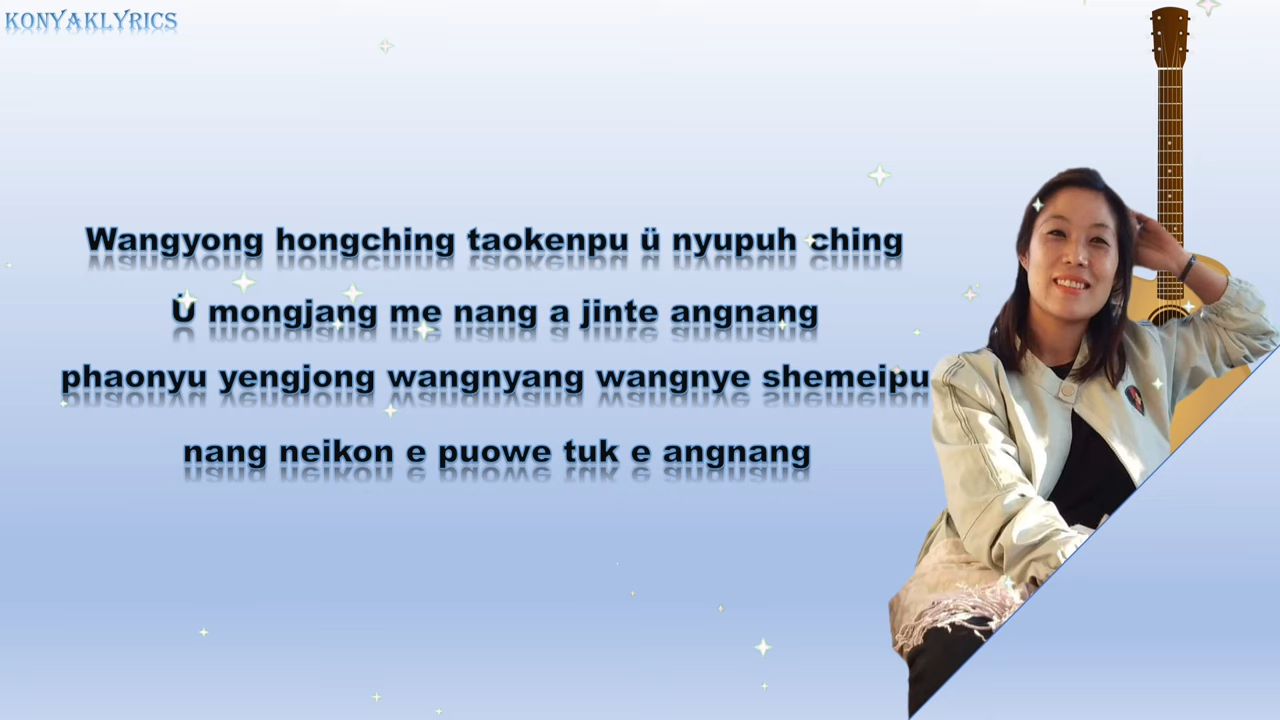 KONYAKLYRICS
Wangyong hongching taokenpu ü nyupuh ching
Ü mongjang me nang a jinte angnang
phaonyu yengjong wangnyang wangnye shemeipu
nang neikon e puowe tuk e angnang